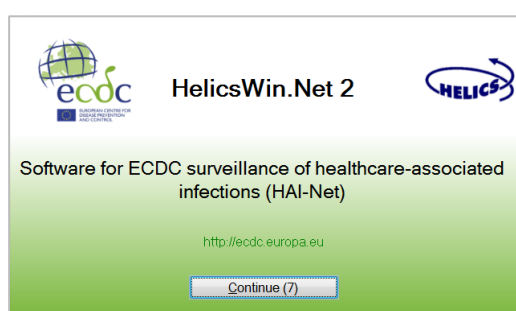 ecdc
EUROPEAN CENTRE FOR
DISEASE PREVENTION
AND CONTROL
HelicsWin.Net 2
HELICS
Software for ECDC surveillance of healthcare-associated
infections (HAI-Net)
http://ecdc.europa.eu
Continue (7)